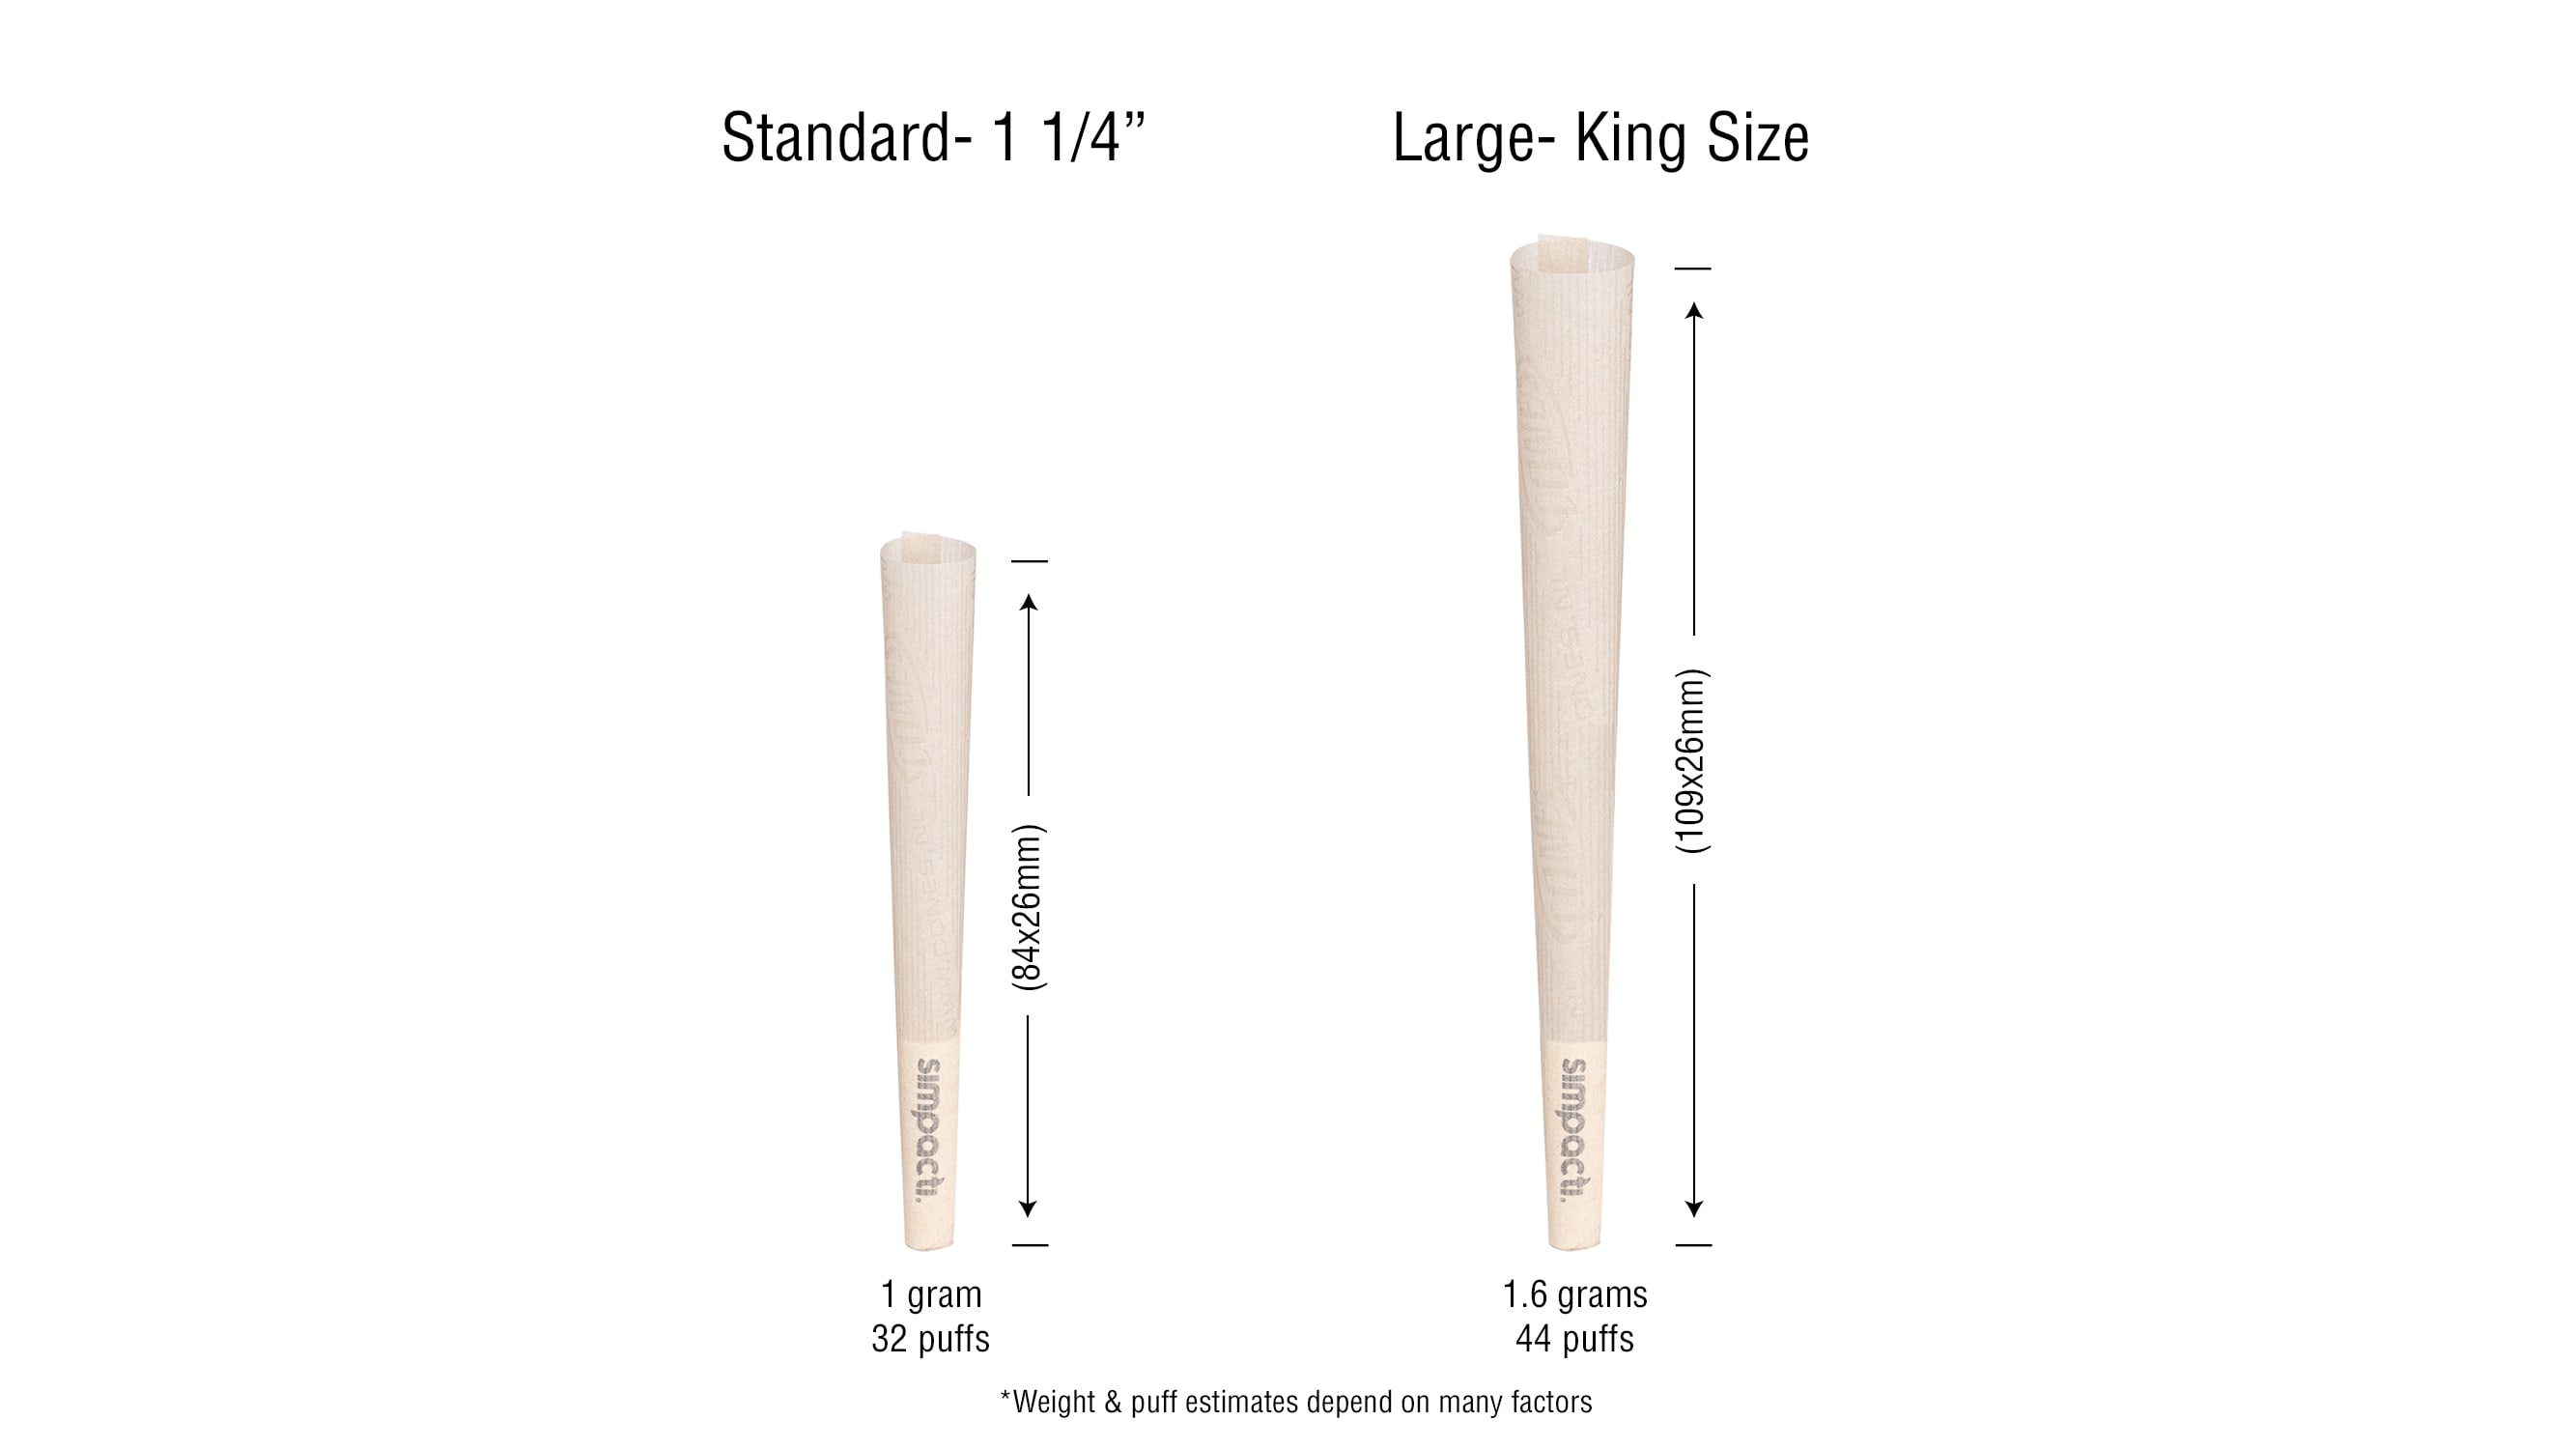 Standard- 1 1/4”
Large- King Size
(84x26mm)
(109x26mm)
simpacti.
simpacti.
1 gram
32 puffs
1.6 grams
44 puffs
*Weight & puff estimates depend on many factors